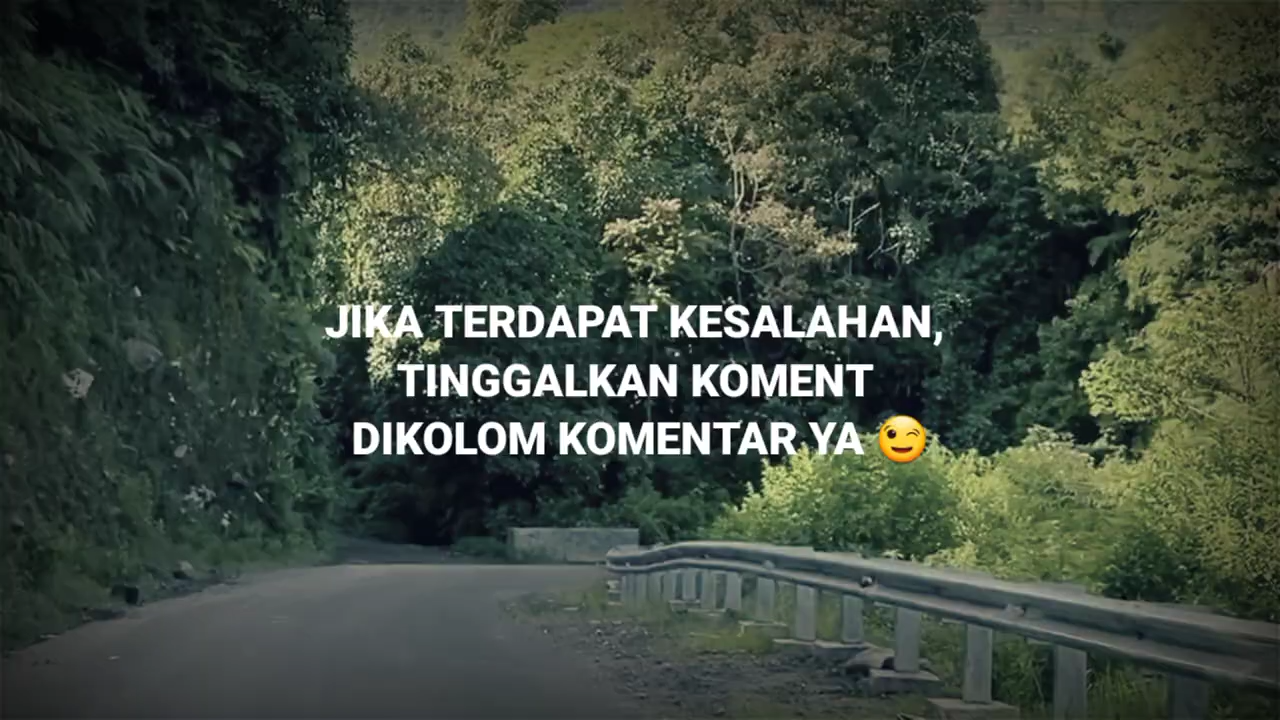 JIKA TERDAPAT KESALAHAN,
TINGGALKAN KOMENT
DIKOLOM KOMENTAR YA 😉